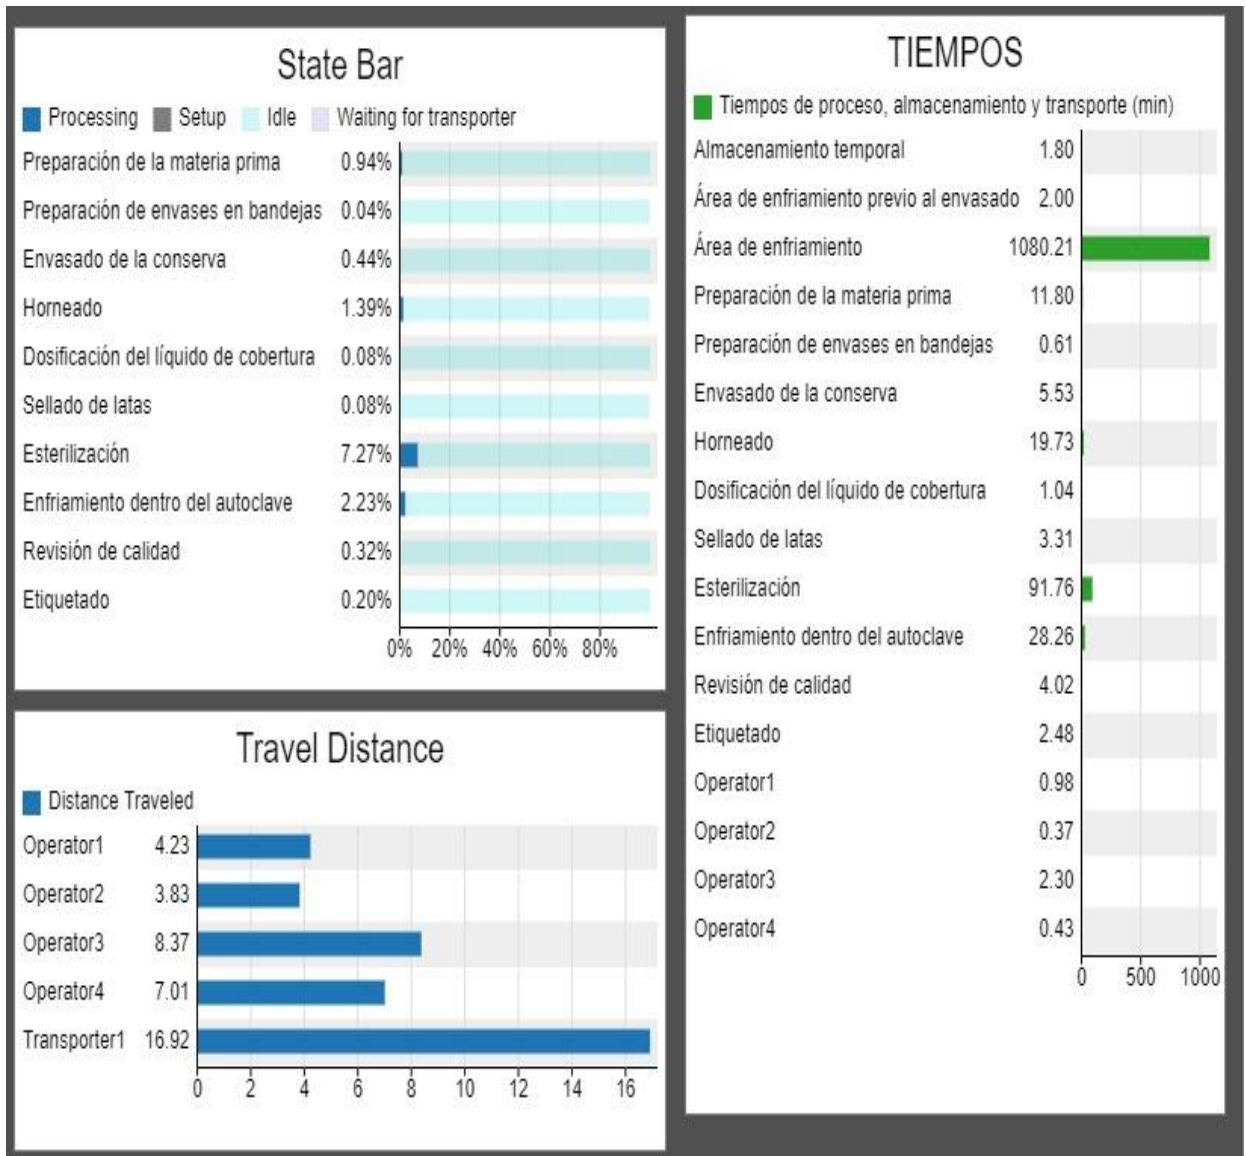 State Bar
Processing Setup Idle Waiting for transporter
Preparación de la materia prima 0.94%
Preparación de envases en bandejas 0.04%
Envasado de la conserva 0.44%
Horneado 1.39%
Dosificación del líquido de cobertura 0.08%
Sellado de latas 0.08%
Esterilización 7.27%
Enfriamiento dentro del autoclave 2.23%
Revisión de calidad 0.32%
Etiquetado 0.20%
0% 20% 40% 60% 80%
Travel Distance
Distance Traveled
Operator1 4.23
Operator2 3.83
Operator3 8.37
Operator4 7.01
Transporter1 16.92
0 2 4 6 8 10 12 14 16
TIEMPOS
Tiempos de proceso, almacenamiento y transporte (min)
Almacenamiento temporal 1.80
Área de enfriamiento previo al envasado 2.00
Área de enfriamiento 1080.21
Preparación de la materia prima 11.80
Preparación de envases en bandejas 0.61
Envasado de la conserva 5.53
Horneado 19.73
Dosificación del líquido de cobertura 1.04
Sellado de latas 3.31
Esterilización 91.76
Enfriamiento dentro del autoclave 28.26
Revisión de calidad 4.02
Etiquetado 2.48
Operator1 0.98
Operator2 0.37
Operator3 2.30
Operator4 0.43
0 500 1000